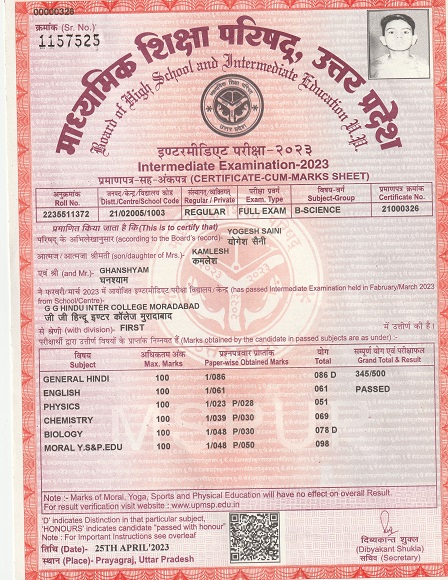 00000326
क्रमांक (Sr. No.)
1157525
माध्यमिक शिक्षा परिषद, उत्तर प्रदेश
Board of High School and Intermediate Education U.P.
इण्टरमीडिएट परीक्षा-२०२३
Intermediate Examination-2023
प्रमाणपत्र-सह-अंकपत्र (CERTIFICATE-CUM-MARKS SHEET)
अनुक्रमांक जनपद/केन्द्र/विद्यालय कोड संस्थागत/व्यक्तिगत परीक्षा प्रवर्ग विषय-वर्ग प्रमाणपत्र क्रमांक
Roll No. Distt./Centre/School Code Regular / Private Exam. Type Subject-Group Certificate No.
2235511372 21/02005/1003 REGULAR FULL EXAM B-SCIENCE 21000326
प्रमाणित किया जाता है कि (This is to certify that)
YOGESH SAINI
परिषद् के अभिलेखानुसार (according to the Board's record)- योगेश सैनी
आत्मज / आत्मजा श्रीमती (son/daughter of Mrs.)- KAMLESH
कमलेश
एवं श्री (and Mr.)- GHANSHYAM
घनश्याम
ने फरवरी/मार्च 2023 में आयोजित इण्टरमीडिएट परीक्षा विद्यालय/केन्द्र (has passed Intermediate Examination held in February/March 2023
from School/Centre)-
G G HINDU INTER COLLEGE MORADABAD
जी जी हिन्दू इण्टर कॉलेज मुरादाबाद
से श्रेणी (with division)- FIRST में उत्तीर्ण की है।
परीक्षार्थी द्वारा उत्तीर्ण विषयों के प्राप्तांक निम्नवत हैं (Marks obtained by the candidate in passed subjects are as under) :-
विषय अधिकतम अंक प्रश्नपत्रवार प्राप्तांक योग सम्पूर्ण योग एवं परीक्षाफल
Subject Max. Marks Paper-wise Obtained Marks Total Grand Total & Result
GENERAL HINDI 100 1/086 086 D 345/500
ENGLISH 100 1/061 061 PASSED
PHYSICS 100 1/023 P/028 051
CHEMISTRY 100 1/039 P/030 069
BIOLOGY 100 1/048 P/030 078 D
MORAL Y.S&P.EDU 100 1/048 P/050 098
Note :- Marks of Moral, Yoga, Sports and Physical Education will have no effect on overall Result.
For result verification visit website : www.upmsp.edu.in
'D' indicates Distinction in that particular subject,
'HONOURS' indicates candidate "passed with honour"
Note : For Important Instructions see overleaf
तिथि (Date)- 25TH APRIL'2023
स्थान (Place)- Prayagraj, Uttar Pradesh
दिव्यकान्त शुक्ल
(Dibyakant Shukla)
सचिव (Secretary)